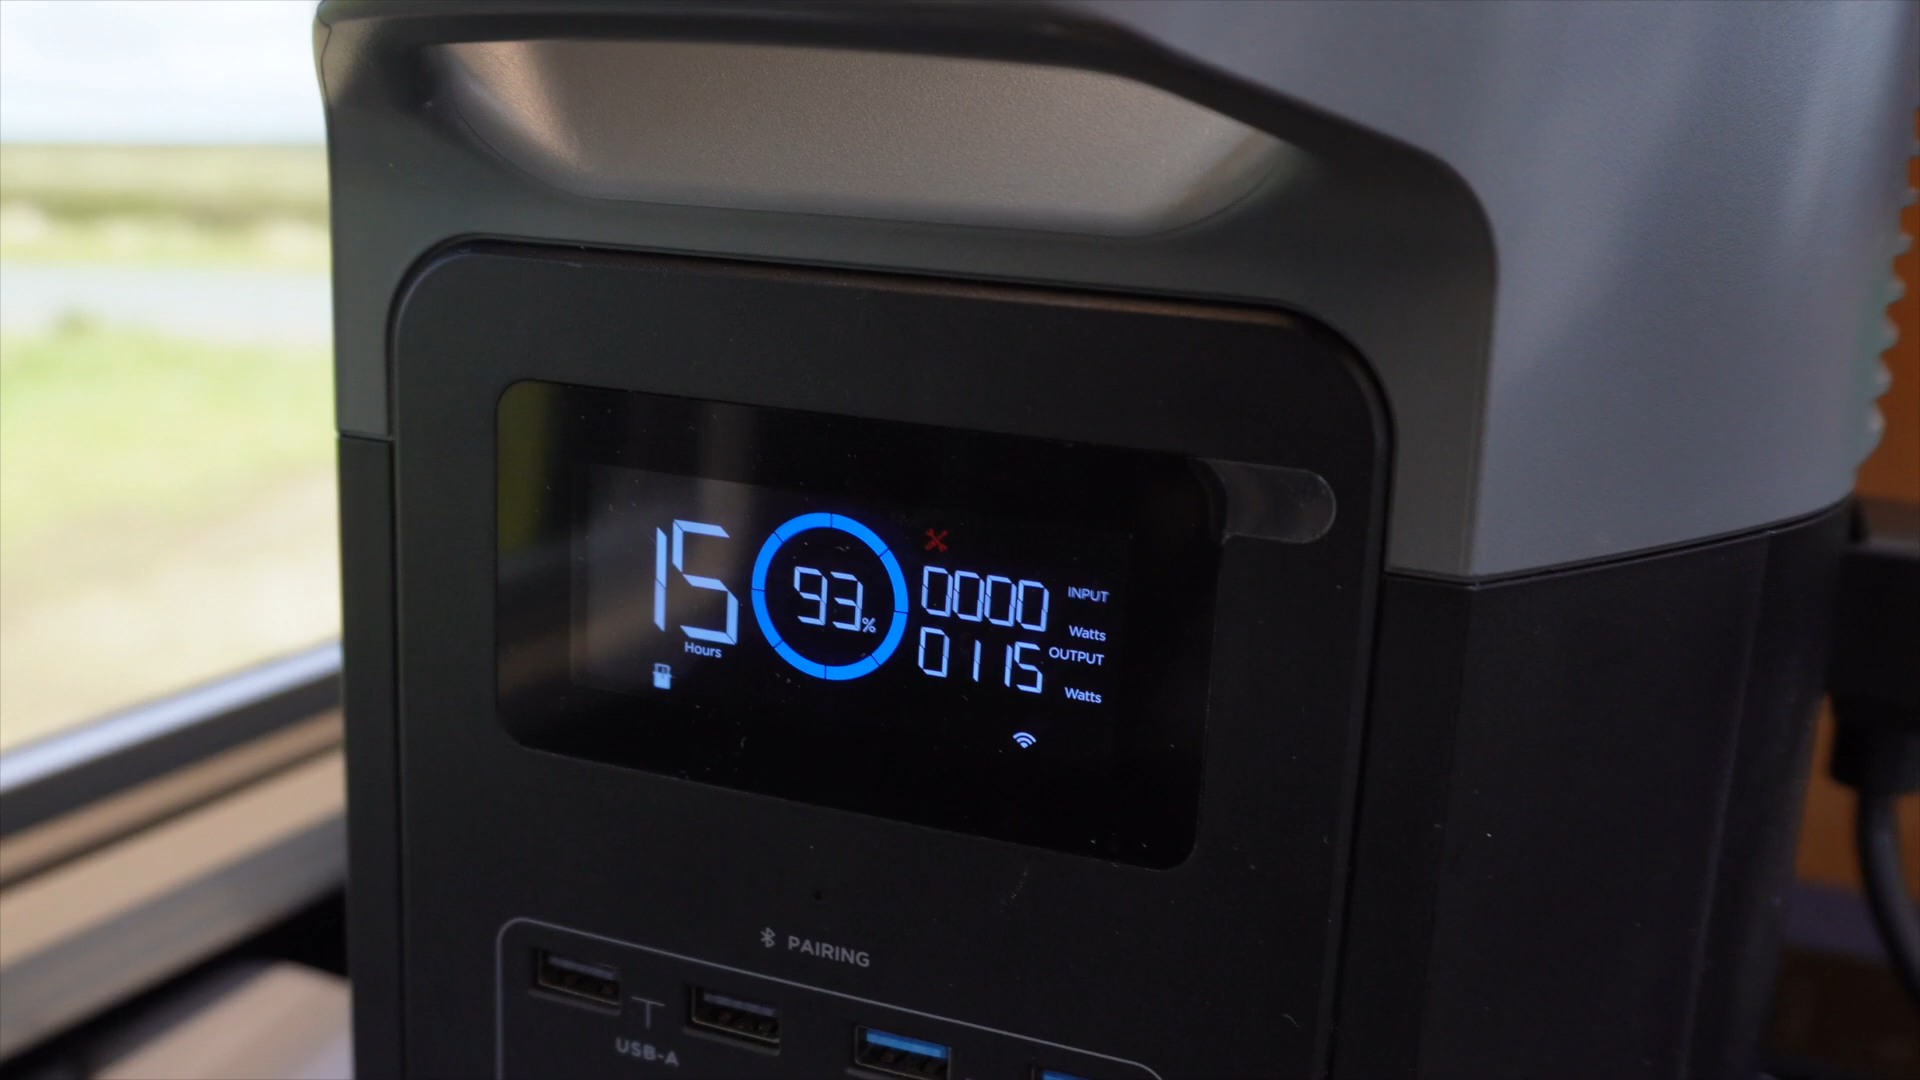 15
Hours
93%
0000 INPUT
Watts
0115 OUTPUT
Watts
PAIRING
USB-A